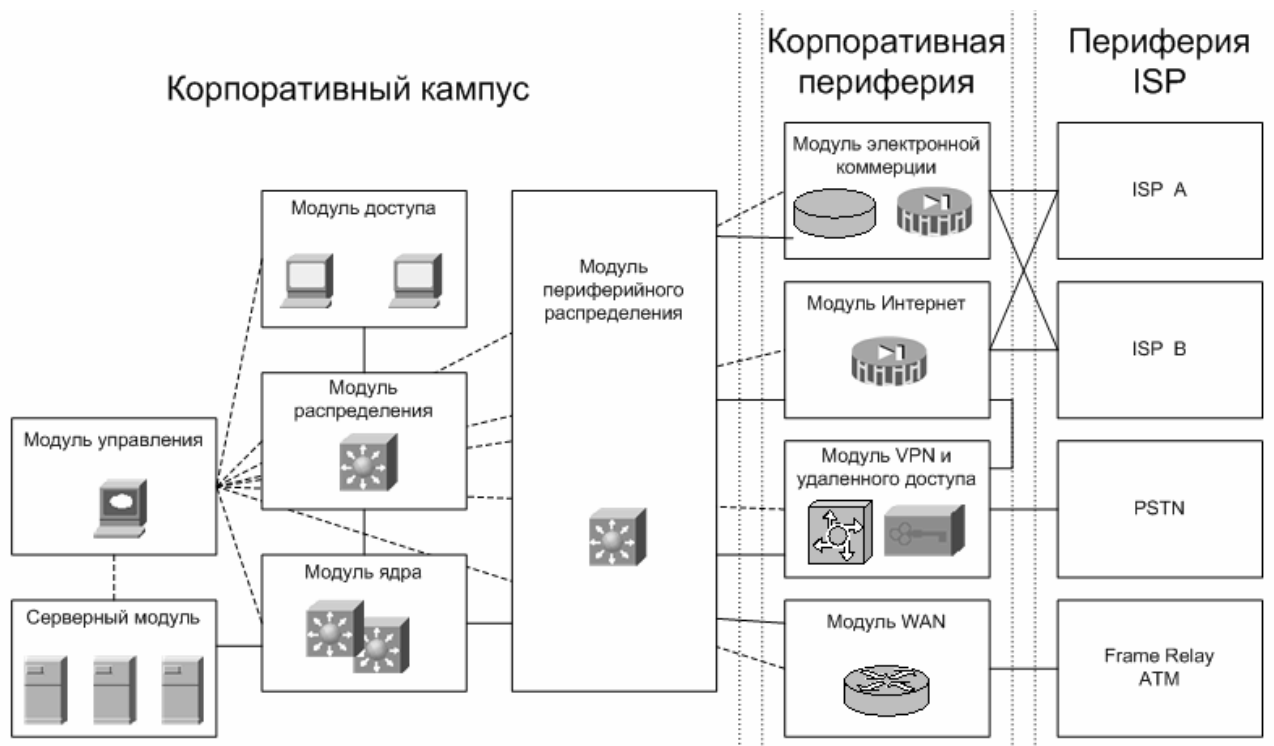 Корпоративный кампус
Корпоративная
периферия
Периферия
ISP
Модуль доступа
Модуль
распределения
Модуль управления
Модуль ядра
Серверный модуль
Модуль
периферийного
распределения
Модуль электронной
коммерции
Модуль Интернет
Модуль VPN и
удаленного доступа
Модуль WAN
ISP A
ISP B
PSTN
Frame Relay
ATM